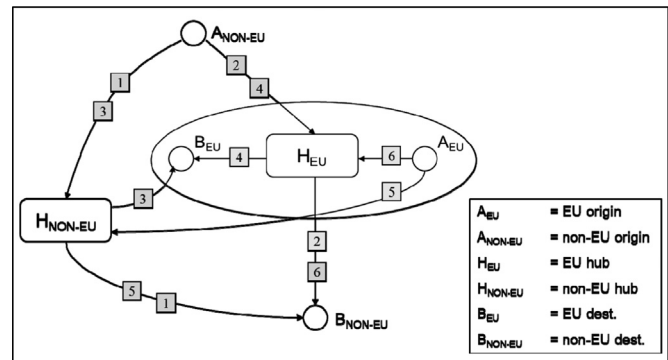 A_NON-EU
1
2
3
4
B_EU
4
H_EU
6
A_EU
3
5
H_NON-EU
2
6
5
1
B_NON-EU
A_EU = EU origin
A_NON-EU = non-EU origin
H_EU = EU hub
H_NON-EU = non-EU hub
B_EU = EU dest.
B_NON-EU = non-EU dest.